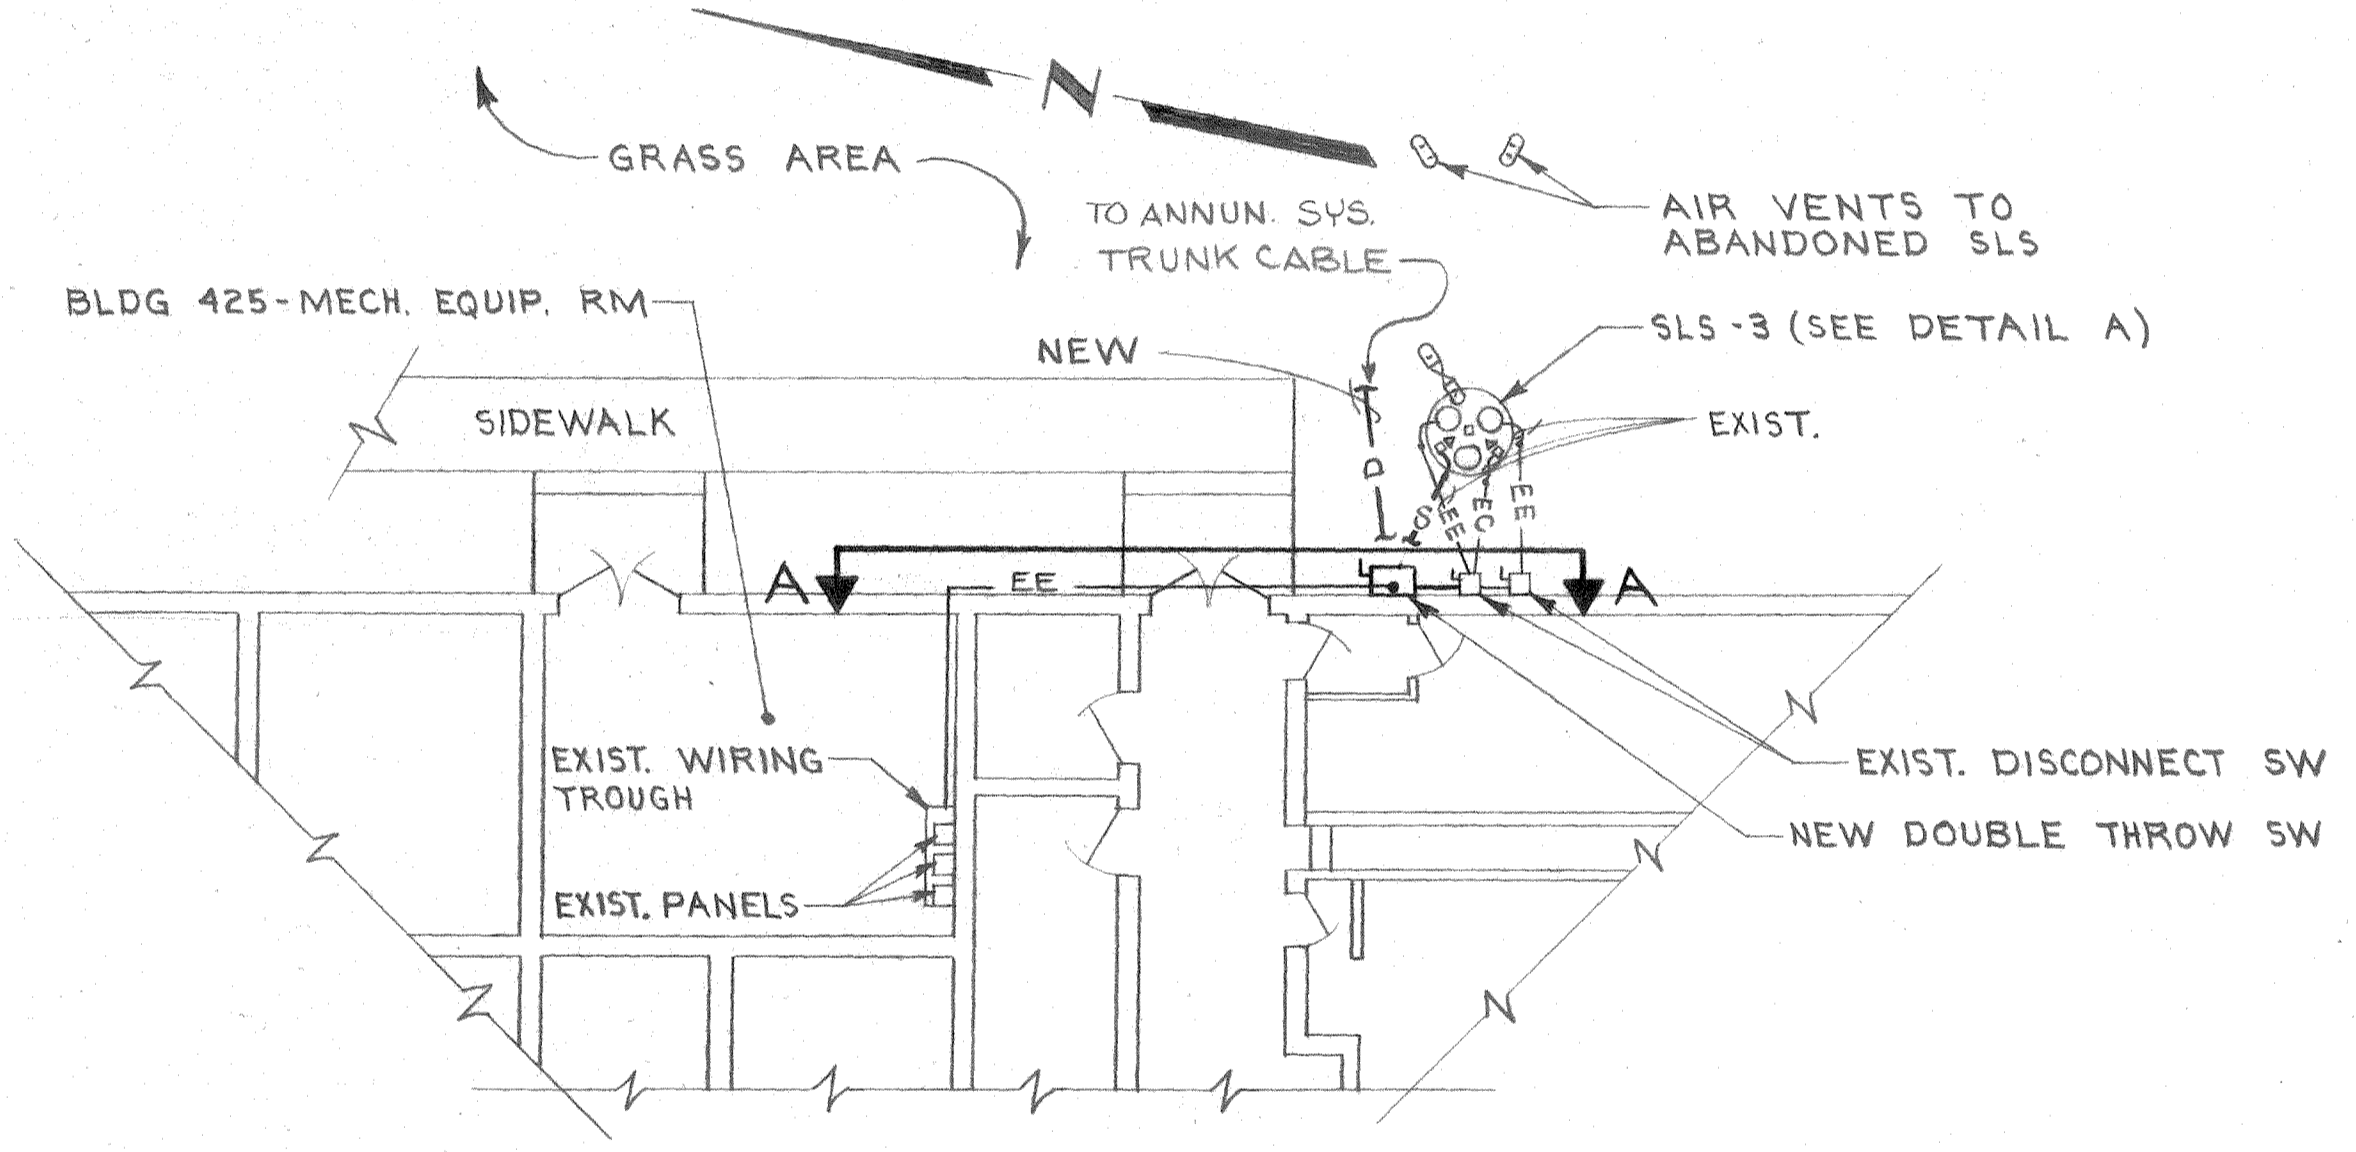 N
GRASS AREA
TO ANNUN. SYS.
TRUNK CABLE
AIR VENTS TO
ABANDONED SLS
BLDG 425-MECH. EQUIP. RM
SLS-3 (SEE DETAIL A)
NEW
SIDEWALK
EXIST.
D
S
EE
EC
EE
A
EE
A
EXIST. WIRING
TROUGH
EXIST. DISCONNECT SW
NEW DOUBLE THROW SW
EXIST. PANELS